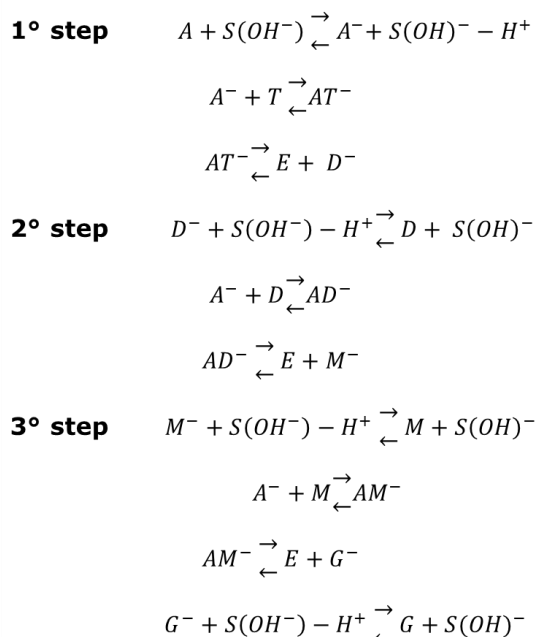 1° step A + S(OH⁻) ⇄ A⁻ + S(OH)⁻ − H⁺
A⁻ + T ⇄ AT⁻
AT⁻ ⇄ E + D⁻
2° step D⁻ + S(OH⁻) − H⁺ ⇄ D + S(OH)⁻
A⁻ + D ⇄ AD⁻
AD⁻ ⇄ E + M⁻
3° step M⁻ + S(OH⁻) − H⁺ ⇄ M + S(OH)⁻
A⁻ + M ⇄ AM⁻
AM⁻ ⇄ E + G⁻
G⁻ + S(OH⁻) − H⁺ ⇄ G + S(OH)⁻